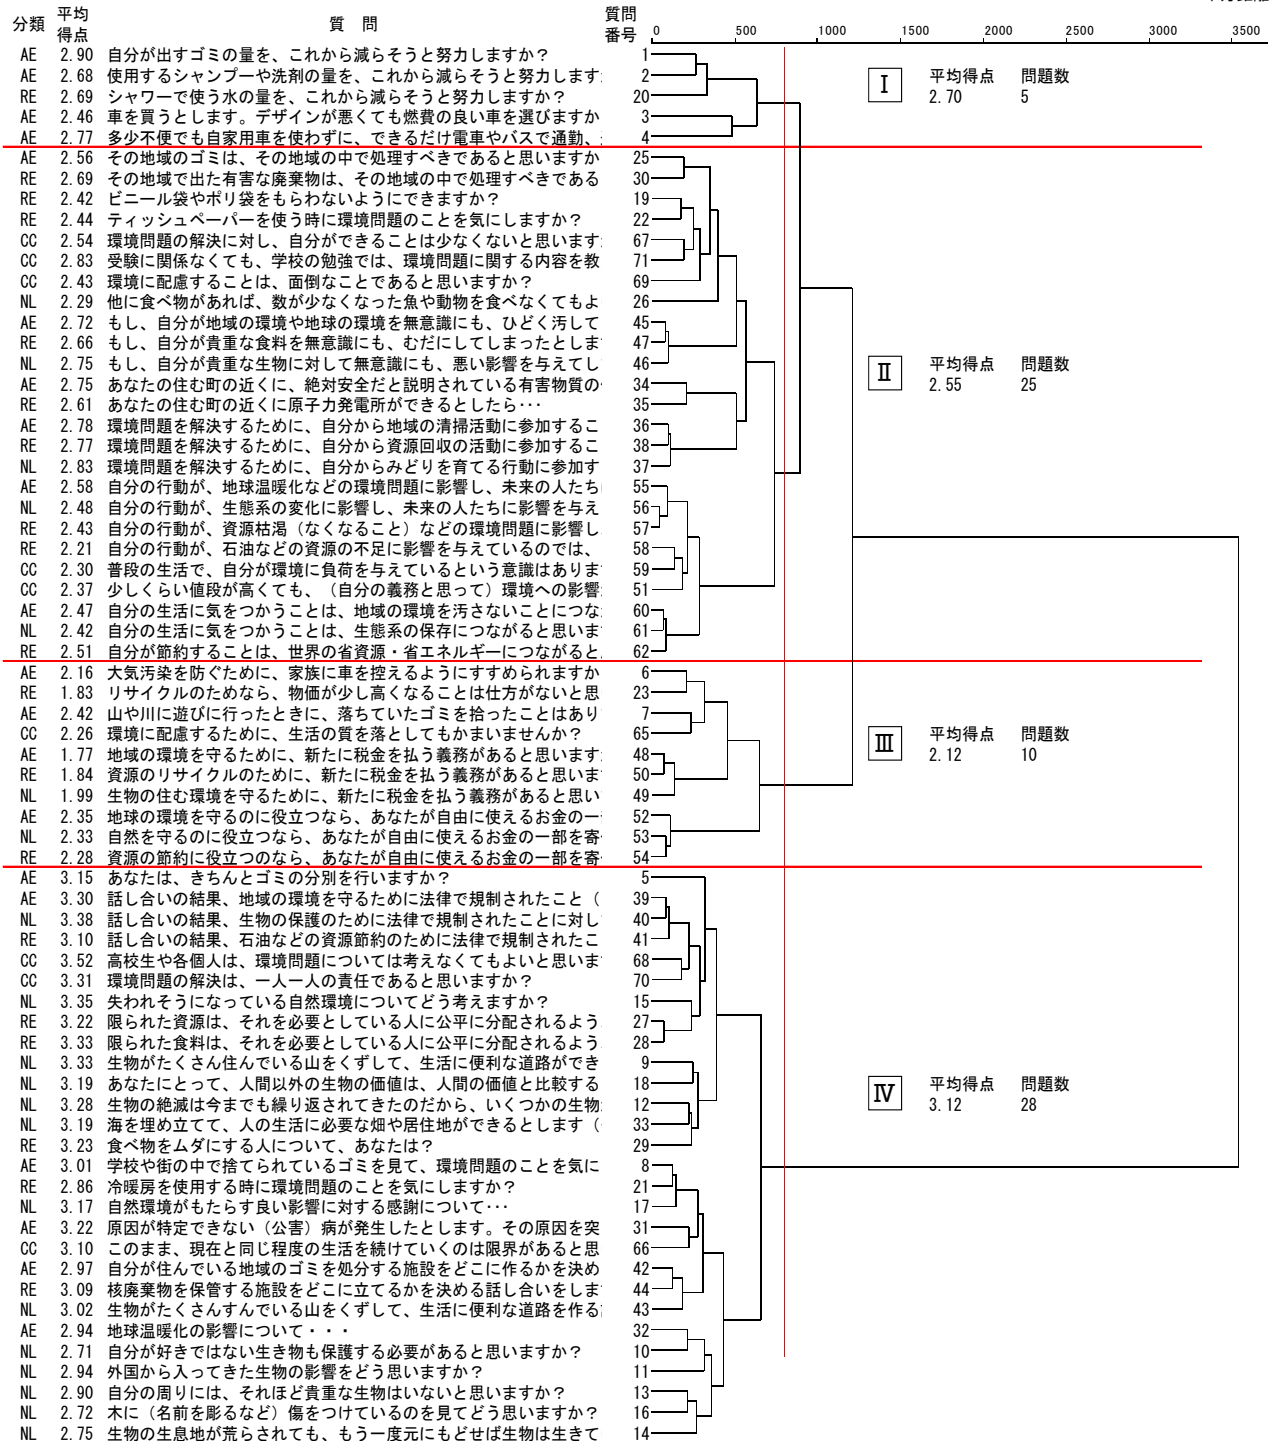 分類 平均得点 質 問 質問番号 0 500 1000 1500 2000 2500 3000 3500
AE 2.90 自分が出すゴミの量を、これから減らそうと努力しますか？ 1
AE 2.68 使用するシャンプーや洗剤の量を、これから減らそうと努力します 2
RE 2.69 シャワーで使う水の量を、これから減らそうと努力しますか？ 20
AE 2.46 車を買うとします。デザインが悪くても燃費の良い車を選びますか 3
AE 2.77 多少不便でも自家用車を使わずに、できるだけ電車やバスで通勤、 4
Ⅰ 平均得点 問題数
2.70 5
AE 2.56 その地域のゴミは、その地域の中で処理すべきであると思いますか 25
RE 2.69 その地域で出た有害な廃棄物は、その地域の中で処理すべきである 30
RE 2.42 ビニール袋やポリ袋をもらわないようにできますか？ 19
RE 2.44 ティッシュペーパーを使う時に環境問題のことを気にしますか？ 22
CC 2.54 環境問題の解決に対し、自分ができることは少なくないと思います 67
CC 2.83 受験に関係なくても、学校の勉強では、環境問題に関する内容を教 71
CC 2.43 環境に配慮することは、面倒なことであると思いますか？ 69
NL 2.29 他に食べ物があれば、数が少なくなった魚や動物を食べなくてもよ 26
AE 2.72 もし、自分が地域の環境や地球の環境を無意識にも、ひどく汚して 45
RE 2.66 もし、自分が貴重な食料を無意識にも、むだにしてしまったとしま 47
NL 2.75 もし、自分が貴重な生物に対して無意識にも、悪い影響を与えてし 46
AE 2.75 あなたの住む町の近くに、絶対安全だと説明されている有害物質の 34
RE 2.61 あなたの住む町の近くに原子力発電所ができるとしたら･･･ 35
AE 2.78 環境問題を解決するために、自分から地域の清掃活動に参加するこ 36
RE 2.77 環境問題を解決するために、自分から資源回収の活動に参加するこ 38
NL 2.83 環境問題を解決するために、自分からみどりを育てる行動に参加す 37
AE 2.58 自分の行動が、地球温暖化などの環境問題に影響し、未来の人たち 55
NL 2.48 自分の行動が、生態系の変化に影響し、未来の人たちに影響を与え 56
RE 2.43 自分の行動が、資源枯渇（なくなること）などの環境問題に影響し 57
RE 2.21 自分の行動が、石油などの資源の不足に影響を与えているのでは、 58
CC 2.30 普段の生活で、自分が環境に負荷を与えているという意識はありま 59
CC 2.37 少しくらい値段が高くても、（自分の義務と思って）環境への影響 51
AE 2.47 自分の生活に気をつかうことは、地域の環境を汚さないことにつな 60
NL 2.42 自分の生活に気をつかうことは、生態系の保存につながると思いま 61
RE 2.51 自分が節約することは、世界の省資源・省エネルギーにつながると 62
Ⅱ 平均得点 問題数
2.55 25
AE 2.16 大気汚染を防ぐために、家族に車を控えるようにすすめられますか 6
RE 1.83 リサイクルのためなら、物価が少し高くなることは仕方がないと思 23
AE 2.42 山や川に遊びに行ったときに、落ちていたゴミを拾ったことはあり 7
CC 2.26 環境に配慮するために、生活の質を落としてもかまいませんか？ 65
AE 1.77 地域の環境を守るために、新たに税金を払う義務があると思います 48
RE 1.84 資源のリサイクルのために、新たに税金を払う義務があると思いま 50
NL 1.99 生物の住む環境を守るために、新たに税金を払う義務があると思い 49
AE 2.35 地球の環境を守るのに役立つなら、あなたが自由に使えるお金の一 52
NL 2.33 自然を守るのに役立つなら、あなたが自由に使えるお金の一部を寄 53
RE 2.28 資源の節約に役立つのなら、あなたが自由に使えるお金の一部を寄 54
Ⅲ 平均得点 問題数
2.12 10
AE 3.15 あなたは、きちんとゴミの分別を行いますか？ 5
AE 3.30 話し合いの結果、地域の環境を守るために法律で規制されたこと（ 39
NL 3.38 話し合いの結果、生物の保護のために法律で規制されたことに対し 40
RE 3.10 話し合いの結果、石油などの資源節約のために法律で規制されたこ 41
CC 3.52 高校生や各個人は、環境問題については考えなくてもよいと思いま 68
CC 3.31 環境問題の解決は、一人一人の責任であると思いますか？ 70
NL 3.35 失われそうになっている自然環境についてどう考えますか？ 15
RE 3.22 限られた資源は、それを必要としている人に公平に分配されるよう 27
RE 3.33 限られた食料は、それを必要としている人に公平に分配されるよう 28
NL 3.33 生物がたくさん住んでいる山をくずして、生活に便利な道路ができ 9
NL 3.19 あなたにとって、人間以外の生物の価値は、人間の価値と比較する 18
NL 3.28 生物の絶滅は今までも繰り返されてきたのだから、いくつかの生物 12
NL 3.19 海を埋め立てて、人の生活に必要な畑や居住地ができるとします（ 33
RE 3.23 食べ物をムダにする人について、あなたは？ 29
AE 3.01 学校や街の中で捨てられているゴミを見て、環境問題のことを気に 8
RE 2.86 冷暖房を使用する時に環境問題のことを気にしますか？ 21
NL 3.17 自然環境がもたらす良い影響に対する感謝について･･･ 17
AE 3.22 原因が特定できない（公害）病が発生したとします。その原因を突 31
CC 3.10 このまま、現在と同じ程度の生活を続けていくのは限界があると思 66
AE 2.97 自分が住んでいる地域のゴミを処分する施設をどこに作るかを決め 42
RE 3.09 核廃棄物を保管する施設をどこに立てるかを決める話し合いをしま 44
NL 3.02 生物がたくさんすんでいる山をくずして、生活に便利な道路を作る 43
AE 2.94 地球温暖化の影響について・・・ 32
NL 2.71 自分が好きではない生き物も保護する必要があると思いますか？ 10
NL 2.94 外国から入ってきた生物の影響をどう思いますか？ 11
NL 2.90 自分の周りには、それほど貴重な生物はいないと思いますか？ 13
NL 2.72 木に（名前を彫るなど）傷をつけているのを見てどう思いますか？ 16
NL 2.75 生物の生息地が荒らされても、もう一度元にもどせば生物は生きて 14
Ⅳ 平均得点 問題数
3.12 28